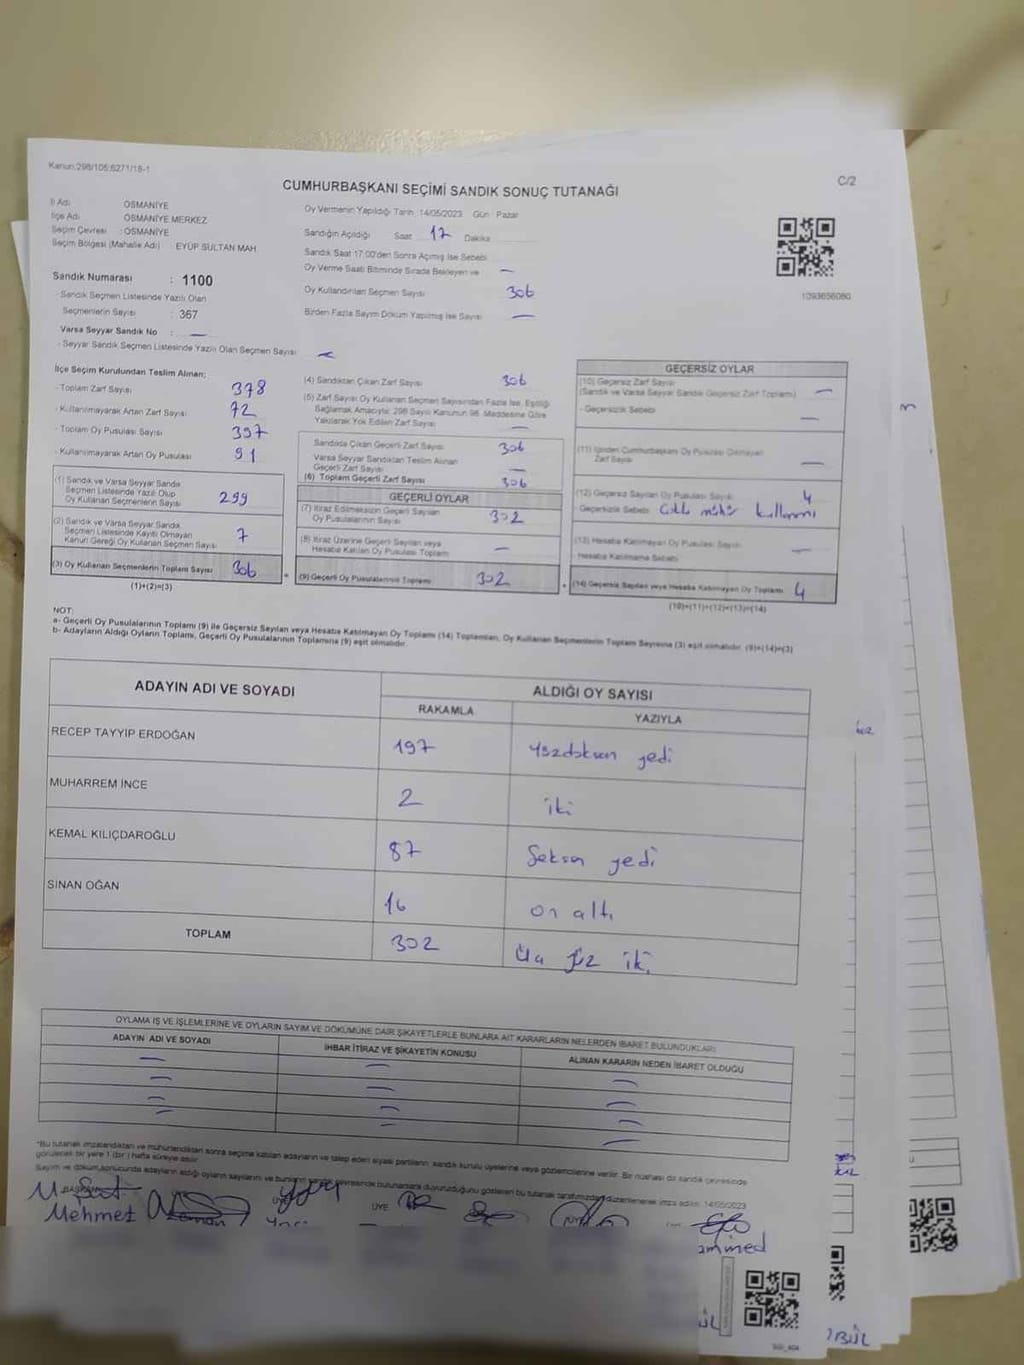 Kanun:298/105;6271/18-1
C/2
CUMHURBAŞKANI SEÇİMİ SANDIK SONUÇ TUTANAĞI
İl Adı OSMANİYE
İlçe Adı OSMANİYE MERKEZ
Seçim Çevresi : OSMANİYE
Seçim Bölgesi (Mahalle Adı) EYÜP SULTAN MAH
Oy Vermenin Yapıldığı Tarih: 14/05/2023 Gün : Pazar
Sandığın Açıldığı Saat 17 Dakika
Sandık Saat 17:00'den Sonra Açılmış İse Sebebi
Oy Verme Saati Bitiminde Sırada Bekleyen ve —
Oy Kullandırılan Seçmen Sayısı 306
Birden Fazla Sayım Döküm Yapılmış İse Sayısı —
1093656060
Sandık Numarası : 1100
- Sandık Seçmen Listesinde Yazılı Olan
Seçmenlerin Sayısı : 367
Varsa Seyyar Sandık No : —
- Seyyar Sandık Seçmen Listesinde Yazılı Olan Seçmen Sayısı —
İlçe Seçim Kurulundan Teslim Alınan;
- Toplam Zarf Sayısı 378
- Kullanılmayarak Artan Zarf Sayısı 72
- Toplam Oy Pusulası Sayısı 397
- Kullanılmayarak Artan Oy Pusulası 91
(1) Sandık ve Varsa Seyyar Sandık
Seçmen Listesinde Yazılı Olup
Oy Kullanan Seçmenlerin Sayısı 299
(2) Sandık ve Varsa Seyyar Sandık
Seçmen Listesinde Kayıtlı Olmayan
Kanun Gereği Oy Kullanan Seçmen Sayısı 7
(3) Oy Kullanan Seçmenlerin Toplam Sayısı 306
(1)+(2)=(3)
(4) Sandıktan Çıkan Zarf Sayısı 306
(5) Zarf Sayısı Oy Kullanan Seçmen Sayısından Fazla İse, Eşitliği
Sağlamak Amacıyla; 298 Sayılı Kanunun 98. Maddesine Göre
Yakılarak Yok Edilen Zarf Sayısı —
Sandıkta Çıkan Geçerli Zarf Sayısı 306
Varsa Seyyar Sandıktan Teslim Alınan
Geçerli Zarf Sayısı —
(6) Toplam Geçerli Zarf Sayısı 306
GEÇERLİ OYLAR
(7) İtiraz Edilmeksizin Geçerli Sayılan
Oy Pusulalarının Sayısı 302
(8) İtiraz Üzerine Geçerli Sayılan veya
Hesaba Katılan Oy Pusulası Toplamı —
(9) Geçerli Oy Pusulalarının Toplamı 302
GEÇERSİZ OYLAR
(10) Geçersiz Zarf Sayısı
(Sandık ve Varsa Seyyar Sandık Geçersiz Zarf Toplamı) —
- Geçersizlik Sebebi —
(11) İçinden Cumhurbaşkanı Oy Pusulası Çıkmayan
Zarf Sayısı —
(12) Geçersiz Sayılan Oy Pusulası Sayısı 4
- Geçersizlik Sebebi Çoklu mühür kullanımı
(13) Hesaba Katılmayan Oy Pusulası Sayısı —
- Hesaba Katılmama Sebebi
(14) Geçersiz Sayılan veya Hesaba Katılmayan Oy Toplamı 4
(10)+(11)+(12)+(13)=(14)
NOT:
a- Geçerli Oy Pusulalarının Toplamı (9) ile Geçersiz Sayılan veya Hesaba Katılmayan Oy Toplamı (14) Toplamları, Oy Kullanan Seçmenlerin Toplam Sayısına (3) eşit olmalıdır. (9)+(14)=(3)
b- Adayların Aldığı Oyların Toplamı, Geçerli Oy Pusulalarının Toplamına (9) eşit olmalıdır.
ADAYIN ADI VE SOYADI ALDIĞI OY SAYISI
RAKAMLA YAZIYLA
RECEP TAYYİP ERDOĞAN 197 yüzdoksan yedi
MUHARREM İNCE 2 iki
KEMAL KILIÇDAROĞLU 87 Seksen yedi
SİNAN OĞAN 16 on altı
TOPLAM 302 Üç yüz iki
OYLAMA İŞ VE İŞLEMLERİNE VE OYLARIN SAYIM VE DÖKÜMÜNE DAİR ŞİKAYETLERLE BUNLARA AİT KARARLARIN NELERDEN İBARET BULUNDUKLARI
ADAYIN ADI VE SOYADI İHBAR İTİRAZ VE ŞİKAYETİN KONUSU ALINAN KARARIN NEDEN İBARET OLDUĞU
*Bu tutanak imzalandıktan ve mühürlendikten sonra seçime katılan adayların ve talep eden siyasi partilerin sandık kurulu üyelerine veya gözlemcilerine verilir. Bir nüshası da sandık çevresinde
görülecek bir yere 1 (bir) hafta süreyle asılır.
Sayım ve döküm sonucunda adayların aldığı oyların sayılarını ve bunların sandık çevresinde bulunanlara duyurulduğunu gösteren bu tutanak tarafımızdan düzenlenerek imza edildi. 14/05/2023
BAŞKAN ÜYE ÜYE
Mehmet
ammed